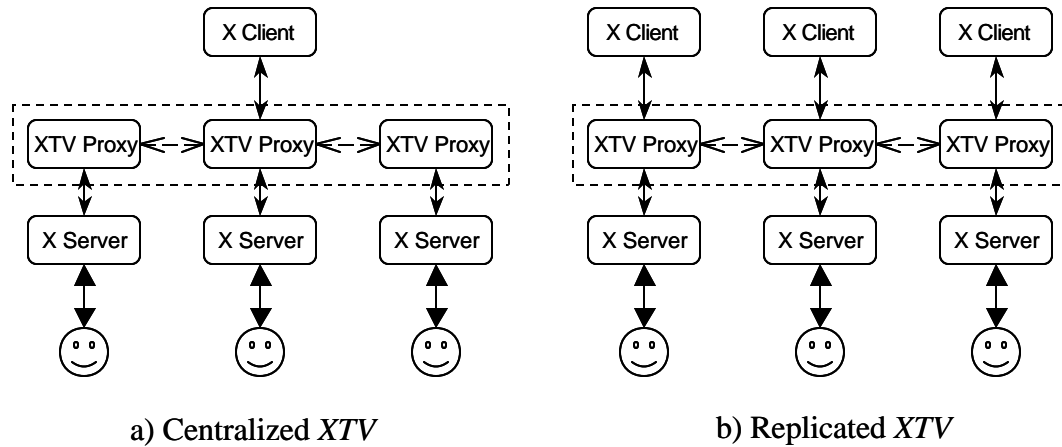 X Client
X Client X Client X Client
XTV Proxy XTV Proxy XTV Proxy
XTV Proxy XTV Proxy XTV Proxy
X Server X Server X Server
X Server X Server X Server
a) Centralized XTV
b) Replicated XTV